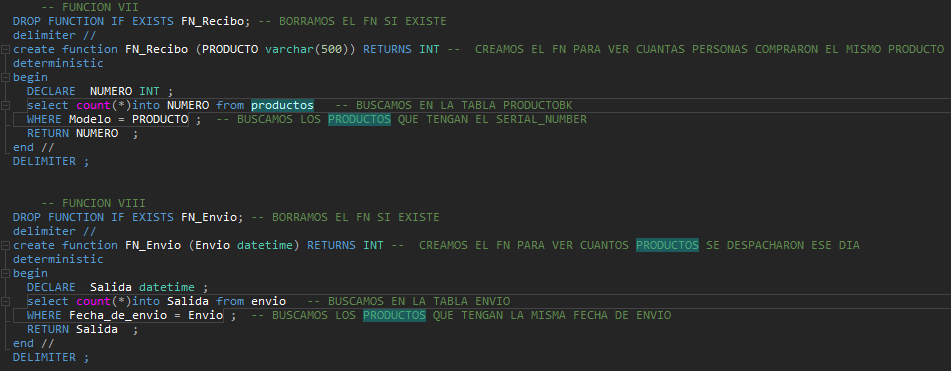 -- FUNCION VII
DROP FUNCTION IF EXISTS FN_Recibo; -- BORRAMOS EL FN SI EXISTE
delimiter //
create function FN_Recibo (PRODUCTO varchar(500)) RETURNS INT -- CREAMOS EL FN PARA VER CUANTAS PERSONAS COMPRARON EL MISMO PRODUCTO
deterministic
begin
DECLARE NUMERO INT ;
select count(*)into NUMERO from productos -- BUSCAMOS EN LA TABLA PRODUCTOBK
WHERE Modelo = PRODUCTO ; -- BUSCAMOS LOS PRODUCTOS QUE TENGAN EL SERIAL_NUMBER
RETURN NUMERO ;
end //
DELIMITER ;
-- FUNCION VIII
DROP FUNCTION IF EXISTS FN_Envio; -- BORRAMOS EL FN SI EXISTE
delimiter //
create function FN_Envio (Envio datetime) RETURNS INT -- CREAMOS EL FN PARA VER CUANTOS PRODUCTOS SE DESPACHARON ESE DIA
deterministic
begin
DECLARE Salida datetime ;
select count(*)into Salida from envio -- BUSCAMOS EN LA TABLA ENVIO
WHERE Fecha_de_envio = Envio ; -- BUSCAMOS LOS PRODUCTOS QUE TENGAN LA MISMA FECHA DE ENVIO
RETURN Salida ;
end //
DELIMITER ;